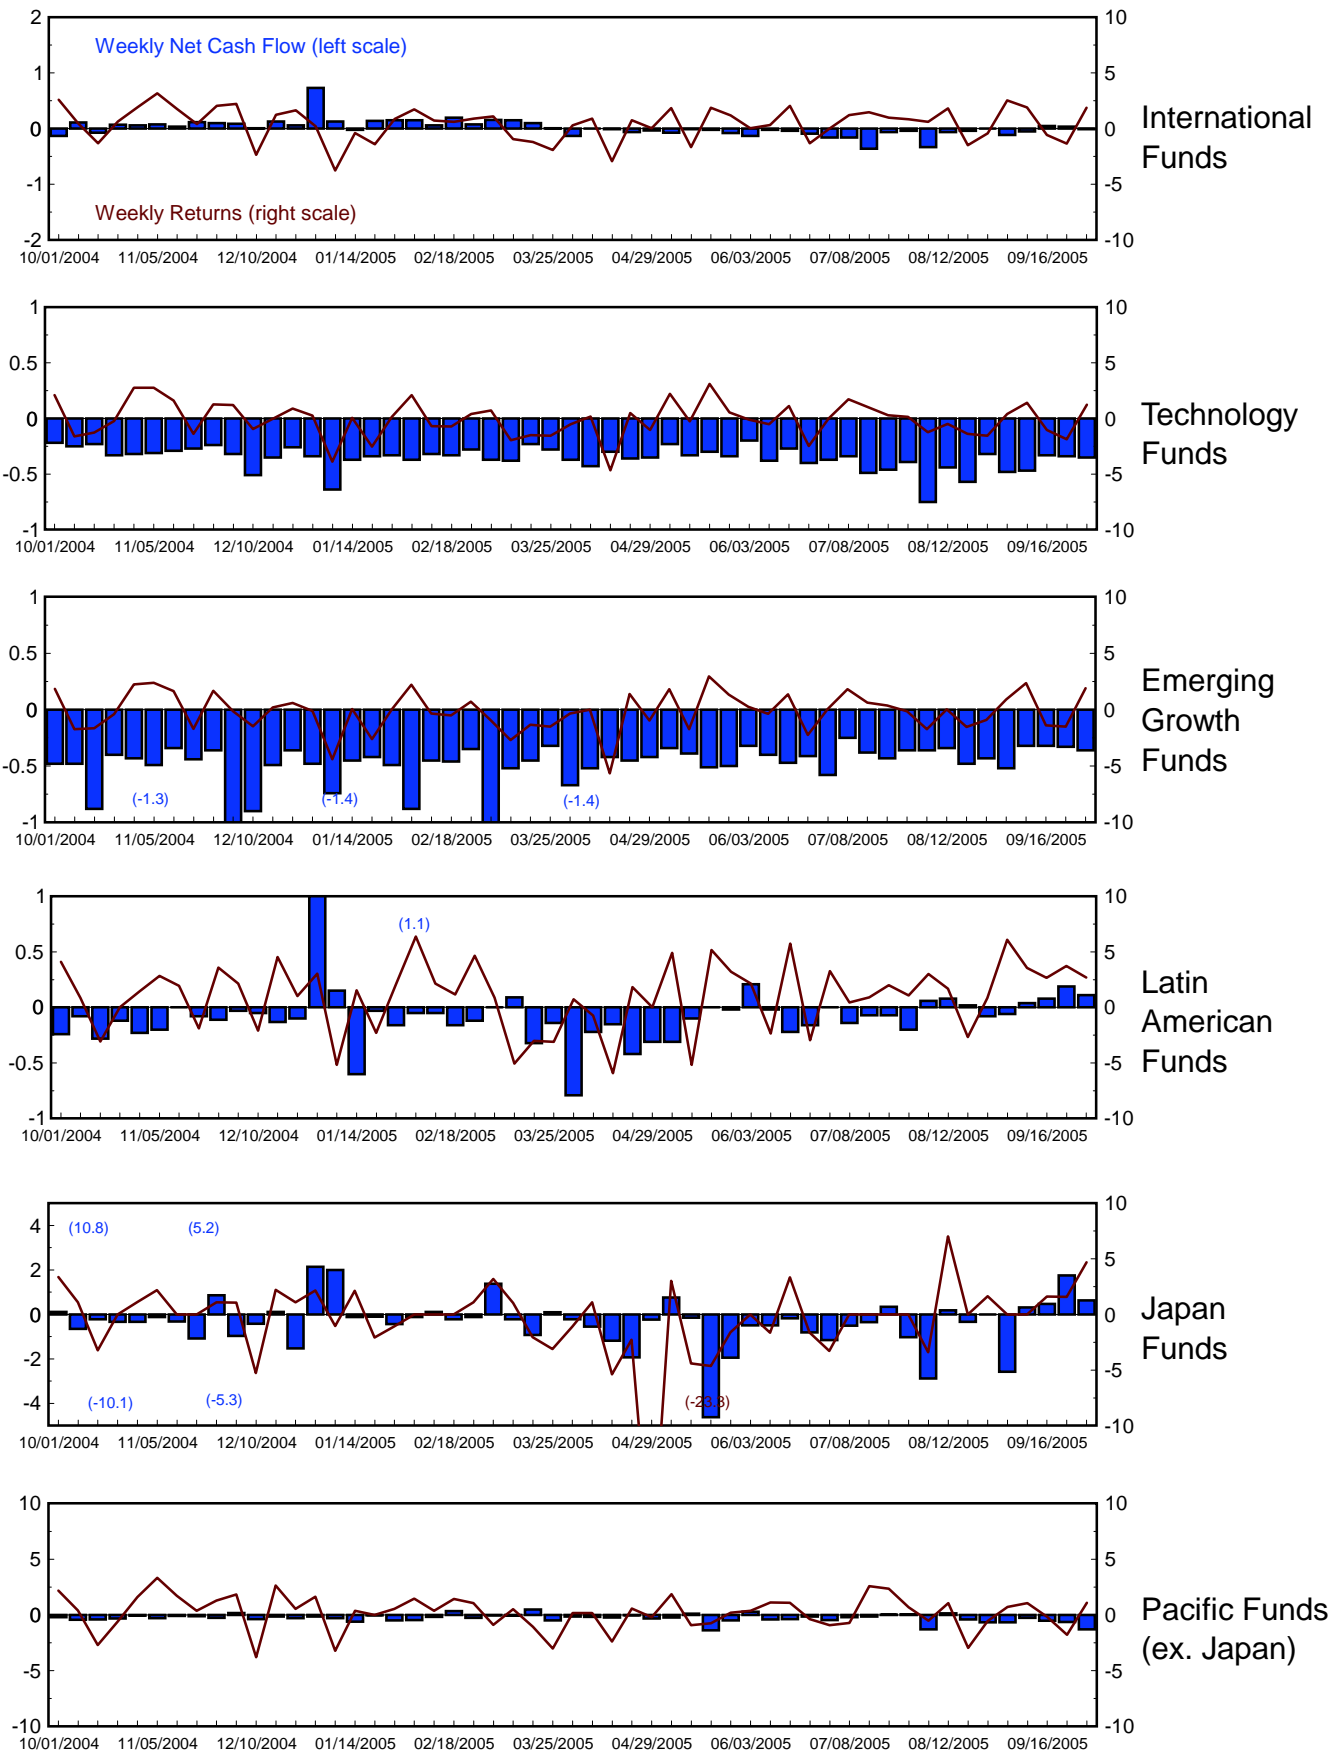 2
1
0
-1
-2
Weekly Net Cash Flow (left scale)
Weekly Returns (right scale)
10
5
0
-5
-10
10/01/2004 11/05/2004 12/10/2004 01/14/2005 02/18/2005 03/25/2005 04/29/2005 06/03/2005 07/08/2005 08/12/2005 09/16/2005
International
Funds
1
0.5
0
-0.5
-1
10
5
0
-5
-10
10/01/2004 11/05/2004 12/10/2004 01/14/2005 02/18/2005 03/25/2005 04/29/2005 06/03/2005 07/08/2005 08/12/2005 09/16/2005
Technology
Funds
1
0.5
0
-0.5
-1
(-1.3) (-1.4) (-1.4)
10
5
0
-5
-10
10/01/2004 11/05/2004 12/10/2004 01/14/2005 02/18/2005 03/25/2005 04/29/2005 06/03/2005 07/08/2005 08/12/2005 09/16/2005
Emerging
Growth
Funds
1
0.5
0
-0.5
-1
(1.1)
10
5
0
-5
-10
10/01/2004 11/05/2004 12/10/2004 01/14/2005 02/18/2005 03/25/2005 04/29/2005 06/03/2005 07/08/2005 08/12/2005 09/16/2005
Latin
American
Funds
4
2
0
-2
-4
(10.8) (5.2)
(-10.1) (-5.3) (-23.3)
10
5
0
-5
-10
10/01/2004 11/05/2004 12/10/2004 01/14/2005 02/18/2005 03/25/2005 04/29/2005 06/03/2005 07/08/2005 08/12/2005 09/16/2005
Japan
Funds
10
5
0
-5
-10
10
5
0
-5
-10
10/01/2004 11/05/2004 12/10/2004 01/14/2005 02/18/2005 03/25/2005 04/29/2005 06/03/2005 07/08/2005 08/12/2005 09/16/2005
Pacific Funds
(ex. Japan)